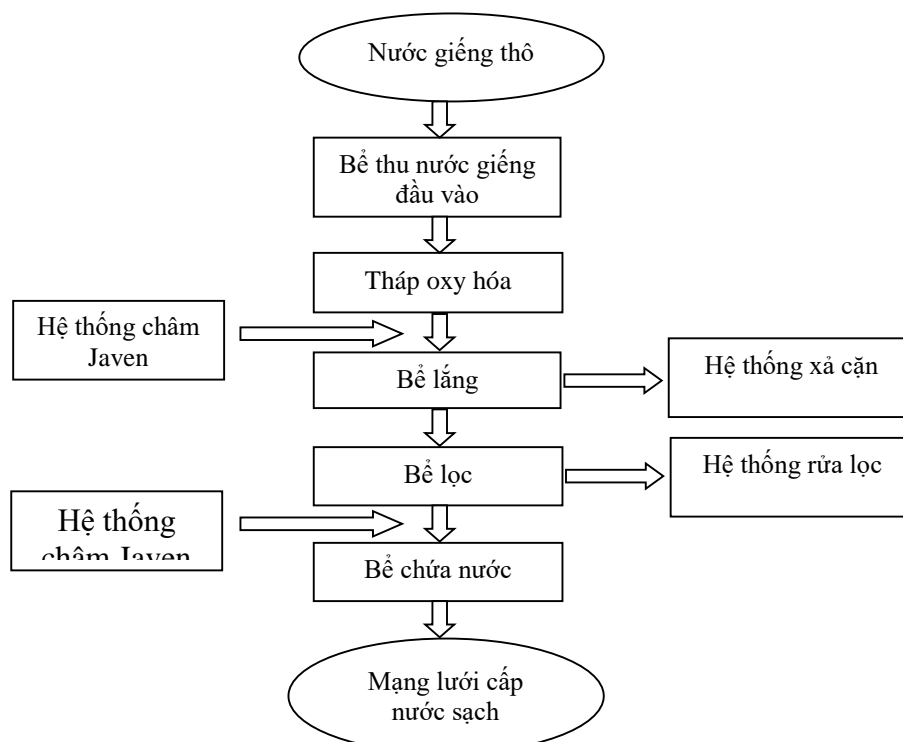 Nước giếng thô
Bể thu nước giếng
đầu vào
Tháp oxy hóa
Hệ thống châm
Javen
Bể lắng
Hệ thống xả cặn
Bể lọc
Hệ thống rửa lọc
Hệ thống
châm Javen
Bể chứa nước
Mạng lưới cấp
nước sạch